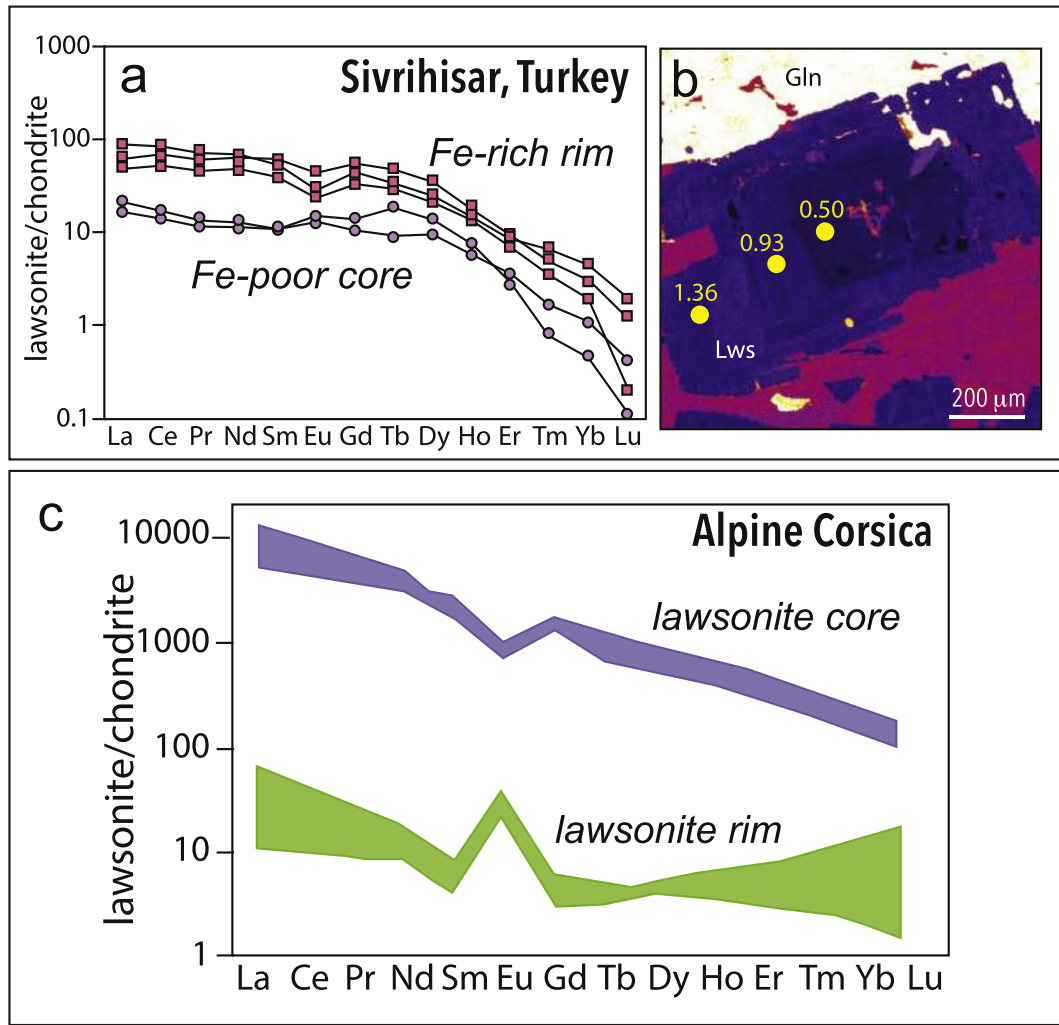 a
Sivrihisar, Turkey
1000
100
10
1
0.1
lawsonite/chondrite
Fe-rich rim
Fe-poor core
La Ce Pr Nd Sm Eu Gd Tb Dy Ho Er Tm Yb Lu
b
Gln
0.50
0.93
1.36
Lws
200 μm
c
Alpine Corsica
10000
1000
100
10
1
lawsonite/chondrite
lawsonite core
lawsonite rim
La Ce Pr Nd Sm Eu Gd Tb Dy Ho Er Tm Yb Lu